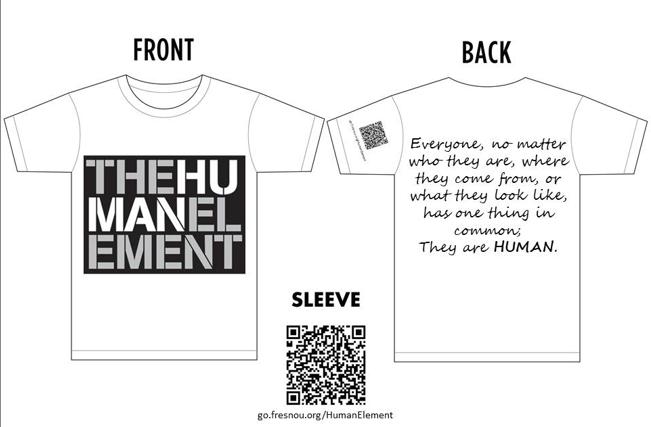 FRONT
THEHU
MANEL
EMENT
BACK
Everyone, no matter
who they are, where
they come from, or
what they look like,
has one thing in
common;
They are HUMAN.
SLEEVE
go.fresnou.org/HumanElement